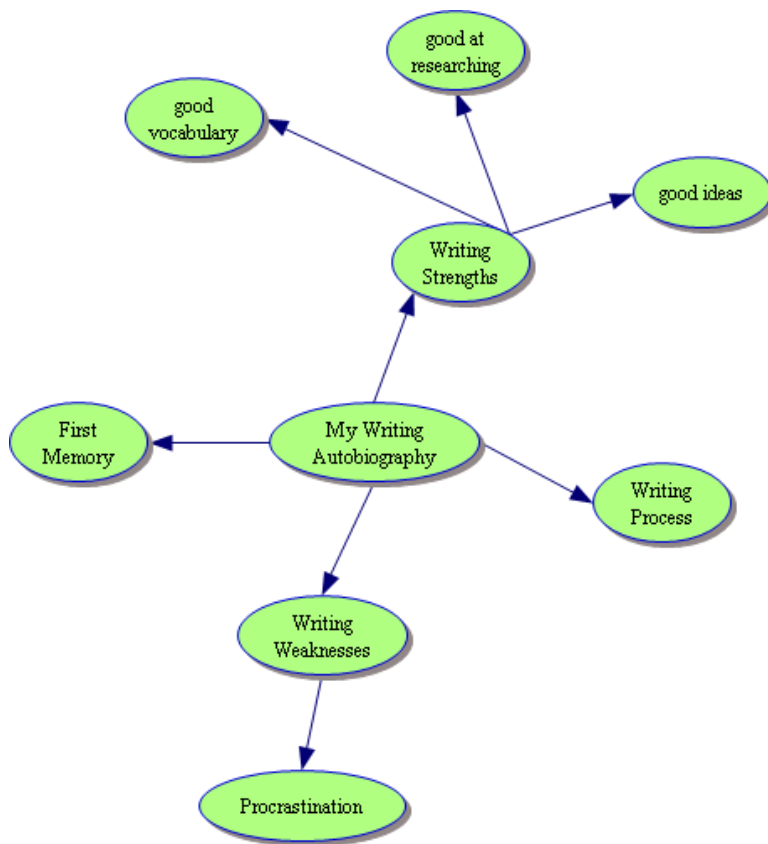 good at
researching
good
vocabulary
good ideas
Writing
Strengths
First
Memory
My Writing
Autobiography
Writing
Process
Writing
Weaknesses
Procrastination